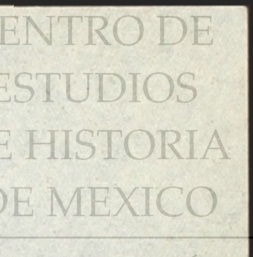 ENTRO DE
ESTUDIOS
E HISTORIA
DE MEXICO